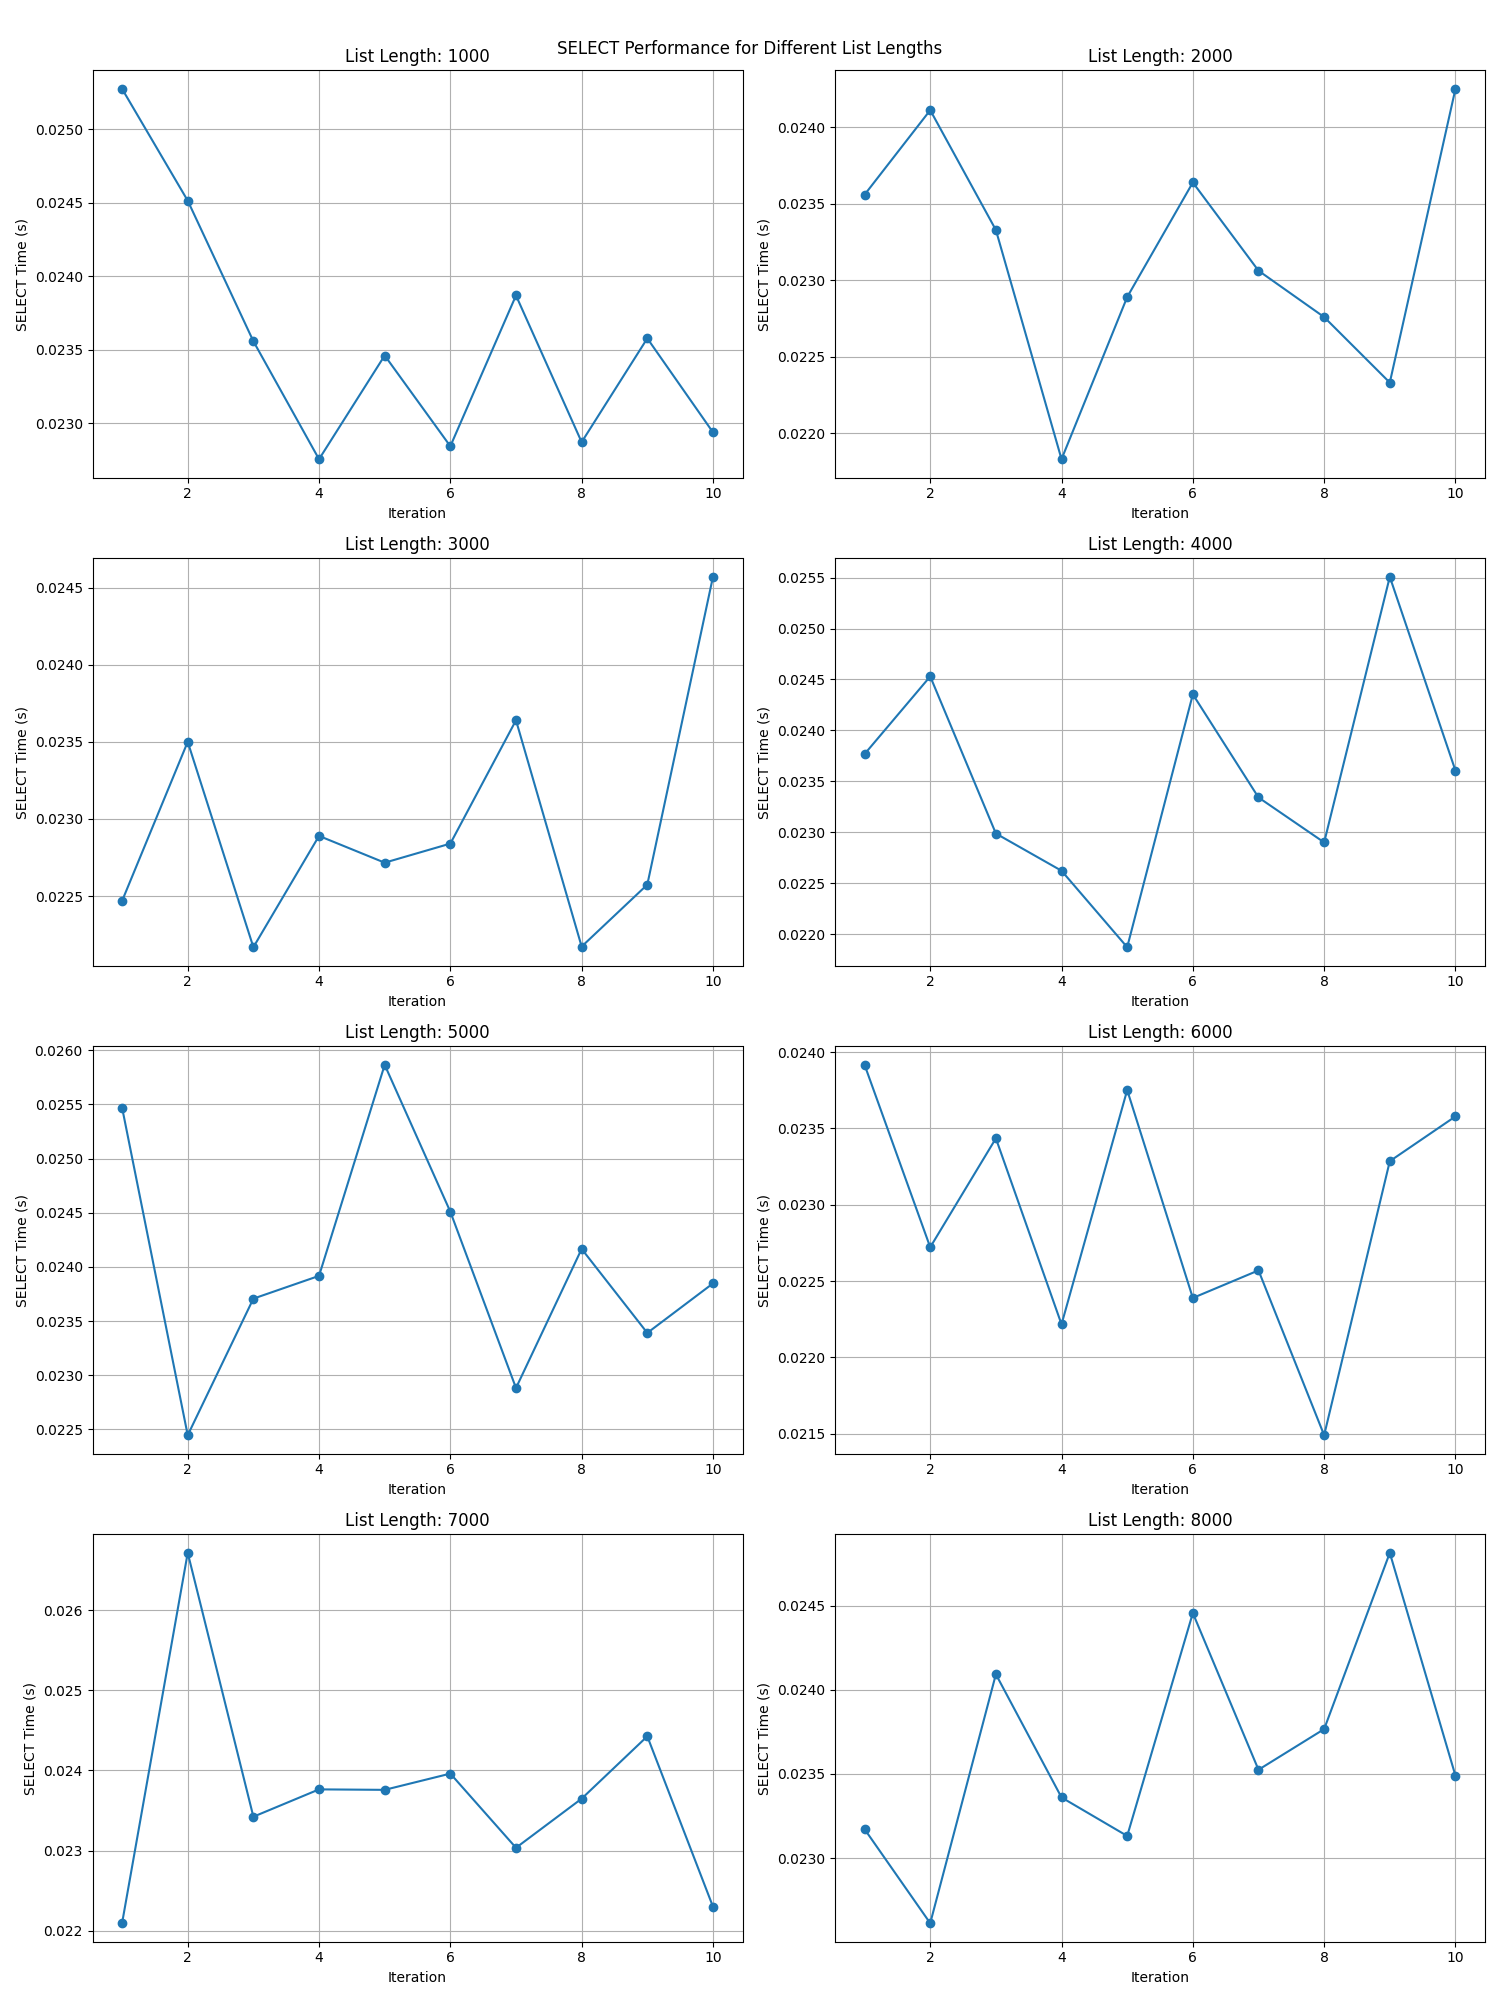 SELECT Performance for Different List Lengths
List Length: 1000
SELECT Time (s)
0.0250
0.0245
0.0240
0.0235
0.0230
2 4 6 8 10
Iteration
List Length: 2000
SELECT Time (s)
0.0240
0.0235
0.0230
0.0225
0.0220
2 4 6 8 10
Iteration
List Length: 3000
SELECT Time (s)
0.0245
0.0240
0.0235
0.0230
0.0225
2 4 6 8 10
Iteration
List Length: 4000
SELECT Time (s)
0.0255
0.0250
0.0245
0.0240
0.0235
0.0230
0.0225
0.0220
2 4 6 8 10
Iteration
List Length: 5000
SELECT Time (s)
0.0260
0.0255
0.0250
0.0245
0.0240
0.0235
0.0230
0.0225
2 4 6 8 10
Iteration
List Length: 6000
SELECT Time (s)
0.0240
0.0235
0.0230
0.0225
0.0220
0.0215
2 4 6 8 10
Iteration
List Length: 7000
SELECT Time (s)
0.026
0.025
0.024
0.023
0.022
2 4 6 8 10
Iteration
List Length: 8000
SELECT Time (s)
0.0245
0.0240
0.0235
0.0230
2 4 6 8 10
Iteration